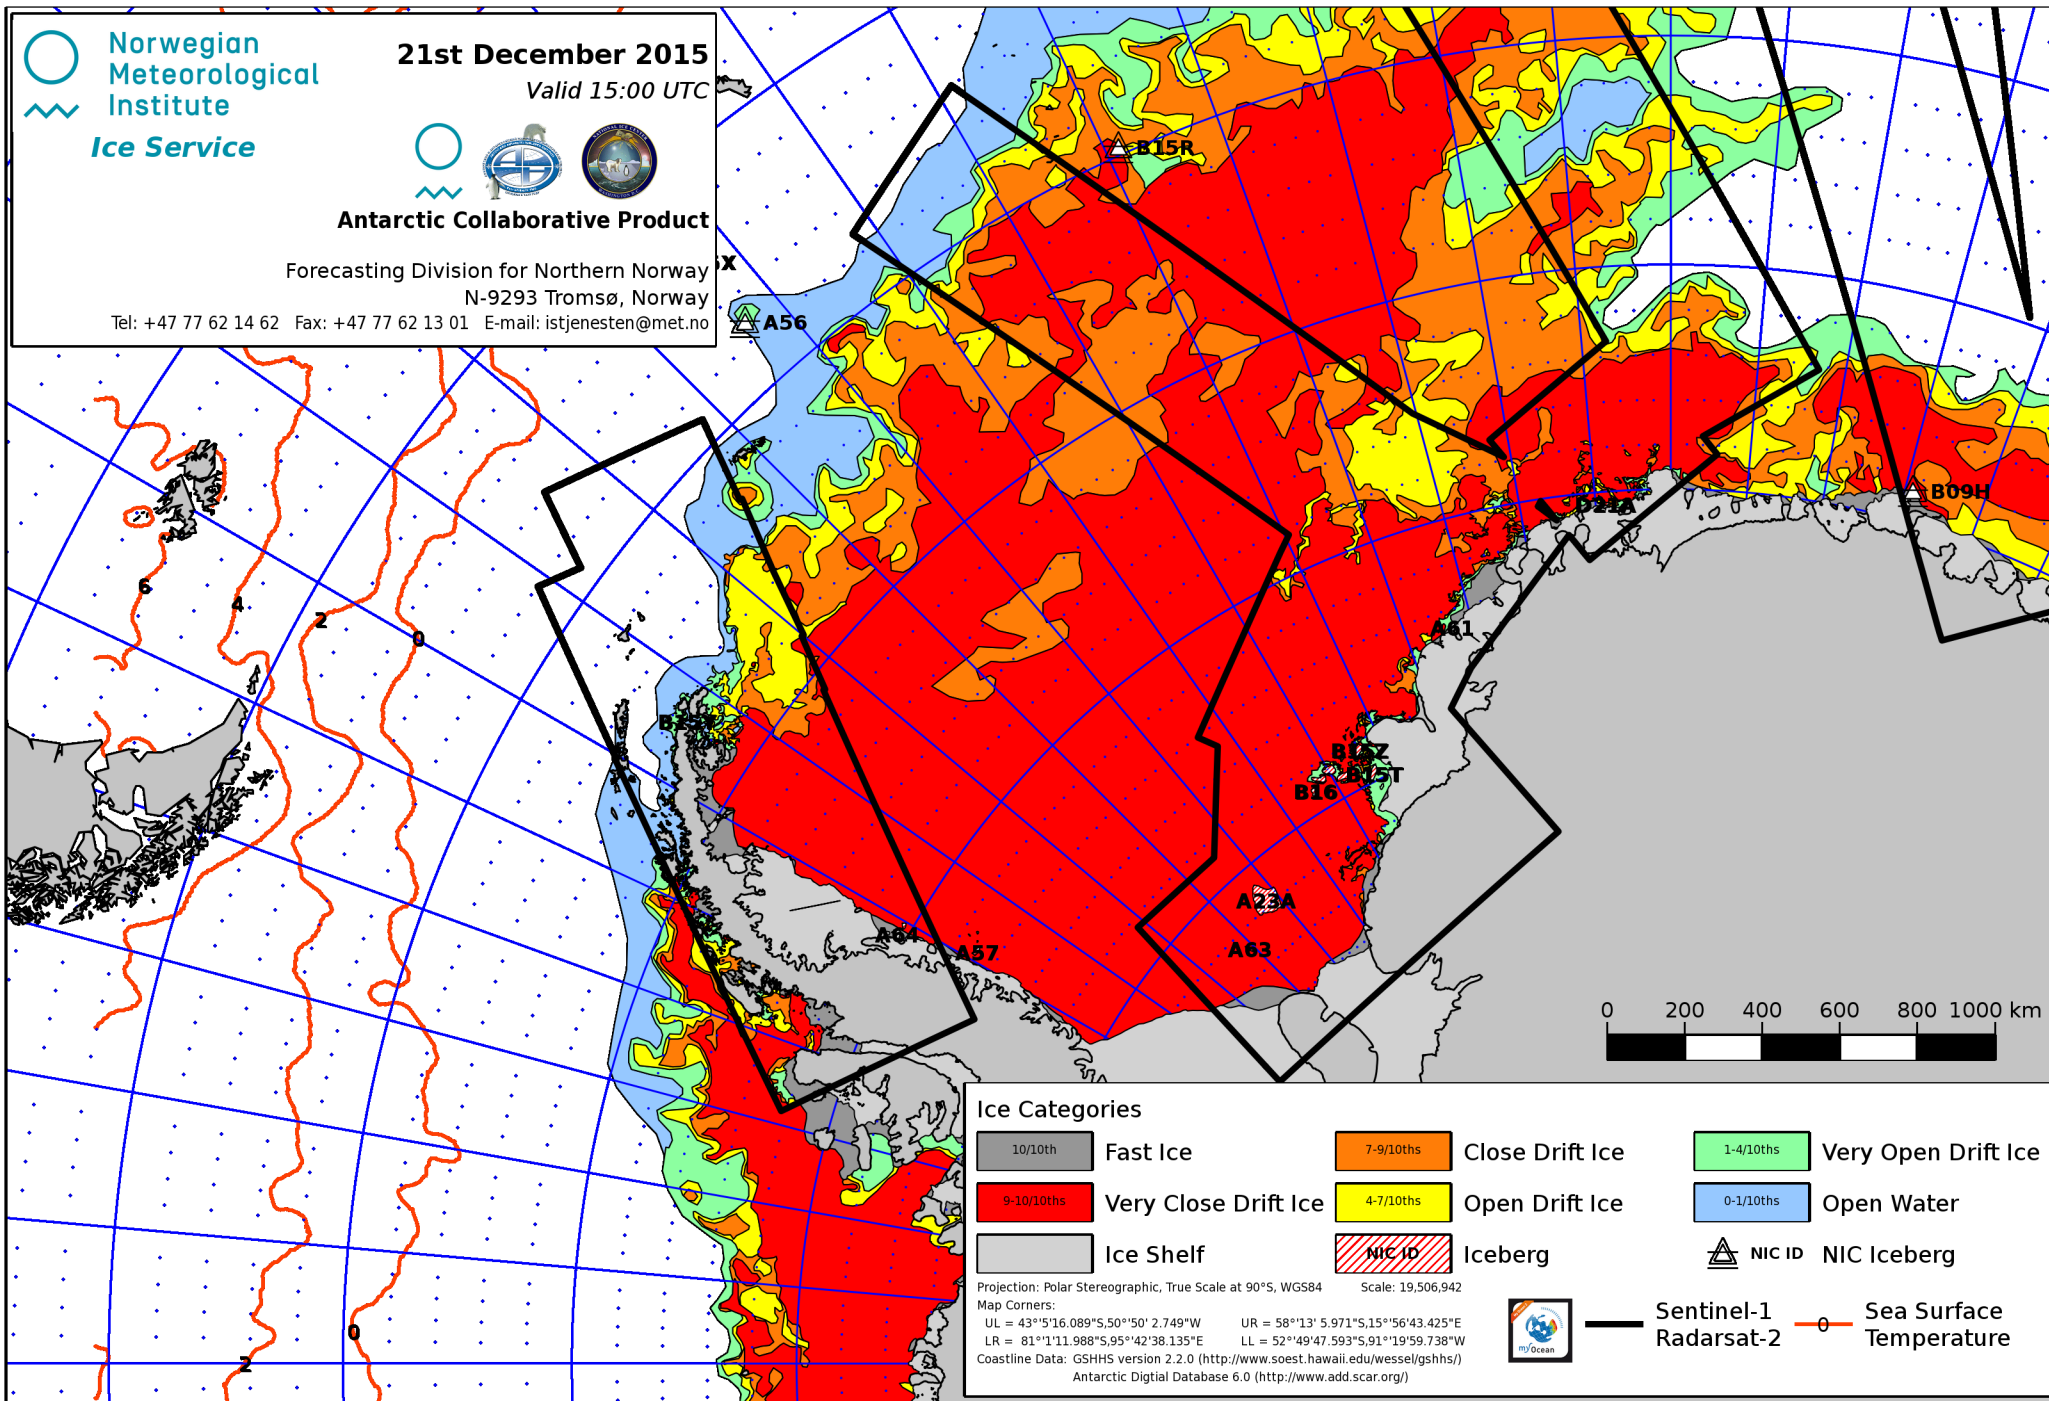 Norwegian
Meteorological
Institute
Ice Service
21st December 2015
Valid 15:00 UTC
Antarctic Collaborative Product
Forecasting Division for Northern Norway
N-9293 Tromsø, Norway
Tel: +47 77 62 14 62 Fax: +47 77 62 13 01 E-mail: istjenesten@met.no
B15R
A56
B09H
D21A
6
4
2
0
A61
B15Z
B15T
B16
A23A
A64
A57
A63
0 200 400 600 800 1000 km
0
2
Ice Categories
10/10th Fast Ice
7-9/10ths Close Drift Ice
1-4/10ths Very Open Drift Ice
9-10/10ths Very Close Drift Ice
4-7/10ths Open Drift Ice
0-1/10ths Open Water
Ice Shelf
NIC ID Iceberg
NIC ID NIC Iceberg
Projection: Polar Stereographic, True Scale at 90°S, WGS84 Scale: 19,506,942
Map Corners:
UL = 43°'5'16.089"S,50°'50' 2.749"W UR = 58°'13' 5.971"S,15°'56'43.425"E
LR = 81°'1'11.988"S,95°'42'38.135"E LL = 52°'49'47.593"S,91°'19'59.738"W
Coastline Data: GSHHS version 2.2.0 (http://www.soest.hawaii.edu/wessel/gshhs/)
Antarctic Digtial Database 6.0 (http://www.add.scar.org/)
myOcean
Sentinel-1
Radarsat-2
0
Sea Surface
Temperature